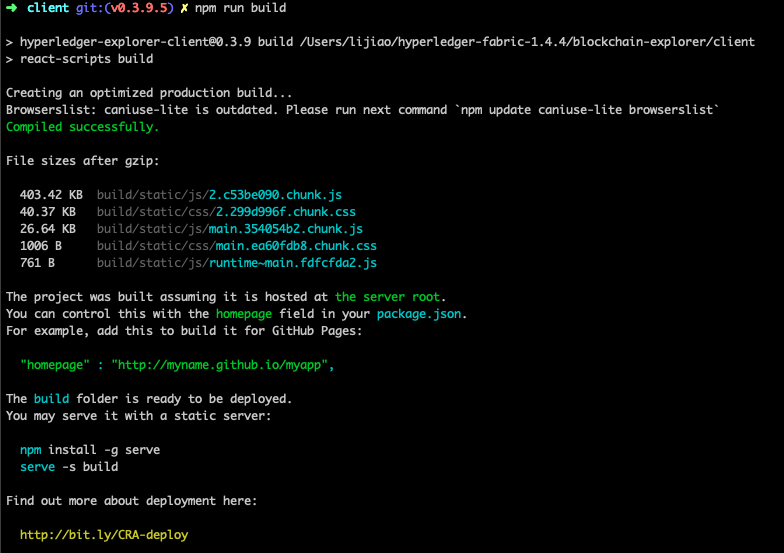 ➜ client git:(v0.3.9.5) ✗ npm run build
> hyperledger-explorer-client@0.3.9 build /Users/lijiao/hyperledger-fabric-1.4.4/blockchain-explorer/client
> react-scripts build
Creating an optimized production build...
Browserslist: caniuse-lite is outdated. Please run next command `npm update caniuse-lite browserslist`
Compiled successfully.
File sizes after gzip:
403.42 KB build/static/js/2.c53be090.chunk.js
40.37 KB build/static/css/2.299d996f.chunk.css
26.64 KB build/static/js/main.354054b2.chunk.js
1006 B build/static/css/main.ea60fdb8.chunk.css
761 B build/static/js/runtime~main.fdfcfda2.js
The project was built assuming it is hosted at the server root.
You can control this with the homepage field in your package.json.
For example, add this to build it for GitHub Pages:
"homepage" : "http://myname.github.io/myapp",
The build folder is ready to be deployed.
You may serve it with a static server:
npm install -g serve
serve -s build
Find out more about deployment here:
http://bit.ly/CRA-deploy